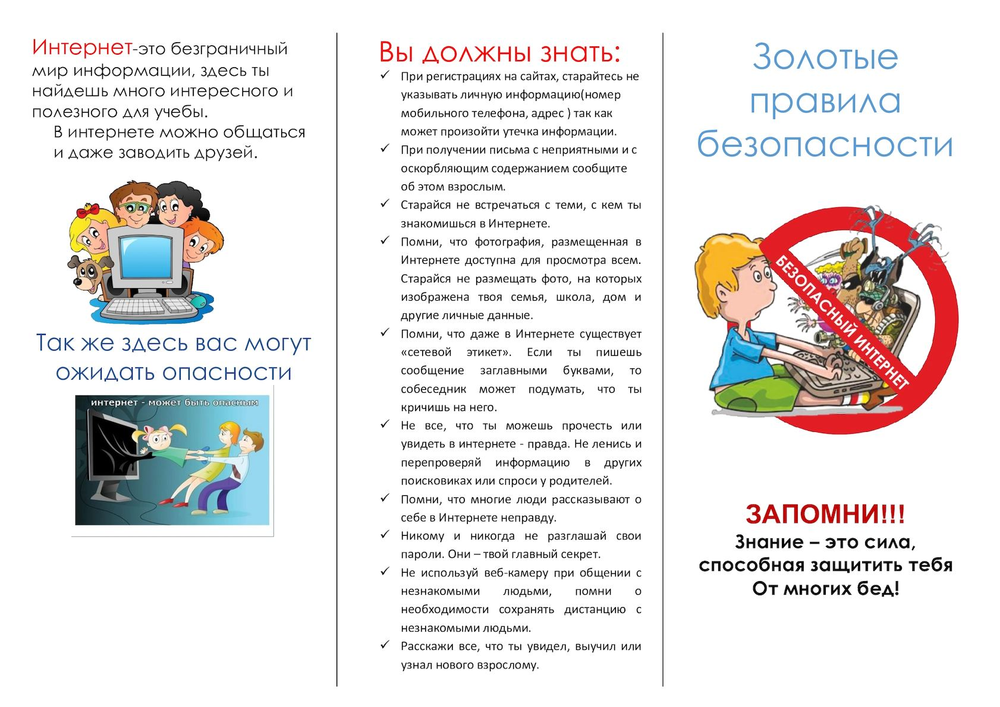 Интернет-это безграничный
мир информации, здесь ты
найдешь много интересного и
полезного для учебы.
В интернете можно общаться
и даже заводить друзей.
Так же здесь вас могут
ожидать опасности
интернет - может быть опасным
Вы должны знать:
✓ При регистрациях на сайтах, старайтесь не
указывать личную информацию(номер
мобильного телефона, адрес ) так как
может произойти утечка информации.
✓ При получении письма с неприятными и с
оскорбляющим содержанием сообщите
об этом взрослым.
✓ Старайся не встречаться с теми, с кем ты
знакомишься в Интернете.
✓ Помни, что фотография, размещенная в
Интернете доступна для просмотра всем.
Старайся не размещать фото, на которых
изображена твоя семья, школа, дом и
другие личные данные.
✓ Помни, что даже в Интернете существует
«сетевой этикет». Если ты пишешь
сообщение заглавными буквами, то
собеседник может подумать, что ты
кричишь на него.
✓ Не все, что ты можешь прочесть или
увидеть в интернете - правда. Не ленись и
перепроверяй информацию в других
поисковиках или спроси у родителей.
✓ Помни, что многие люди рассказывают о
себе в Интернете неправду.
✓ Никому и никогда не разглашай свои
пароли. Они – твой главный секрет.
✓ Не используй веб-камеру при общении с
незнакомыми людьми, помни о
необходимости сохранять дистанцию с
незнакомыми людьми.
✓ Расскажи все, что ты увидел, выучил или
узнал нового взрослому.
Золотые
правила
безопасности
БЕЗОПАСНЫЙ ИНТЕРНЕТ
ЗАПОМНИ!!!
Знание – это сила,
способная защитить тебя
От многих бед!